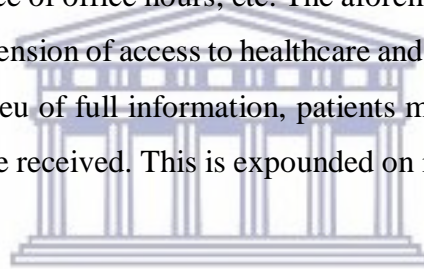 ce of office hours, etc. The aforem
ension of access to healthcare and
eu of full information, patients m
e received. This is expounded on